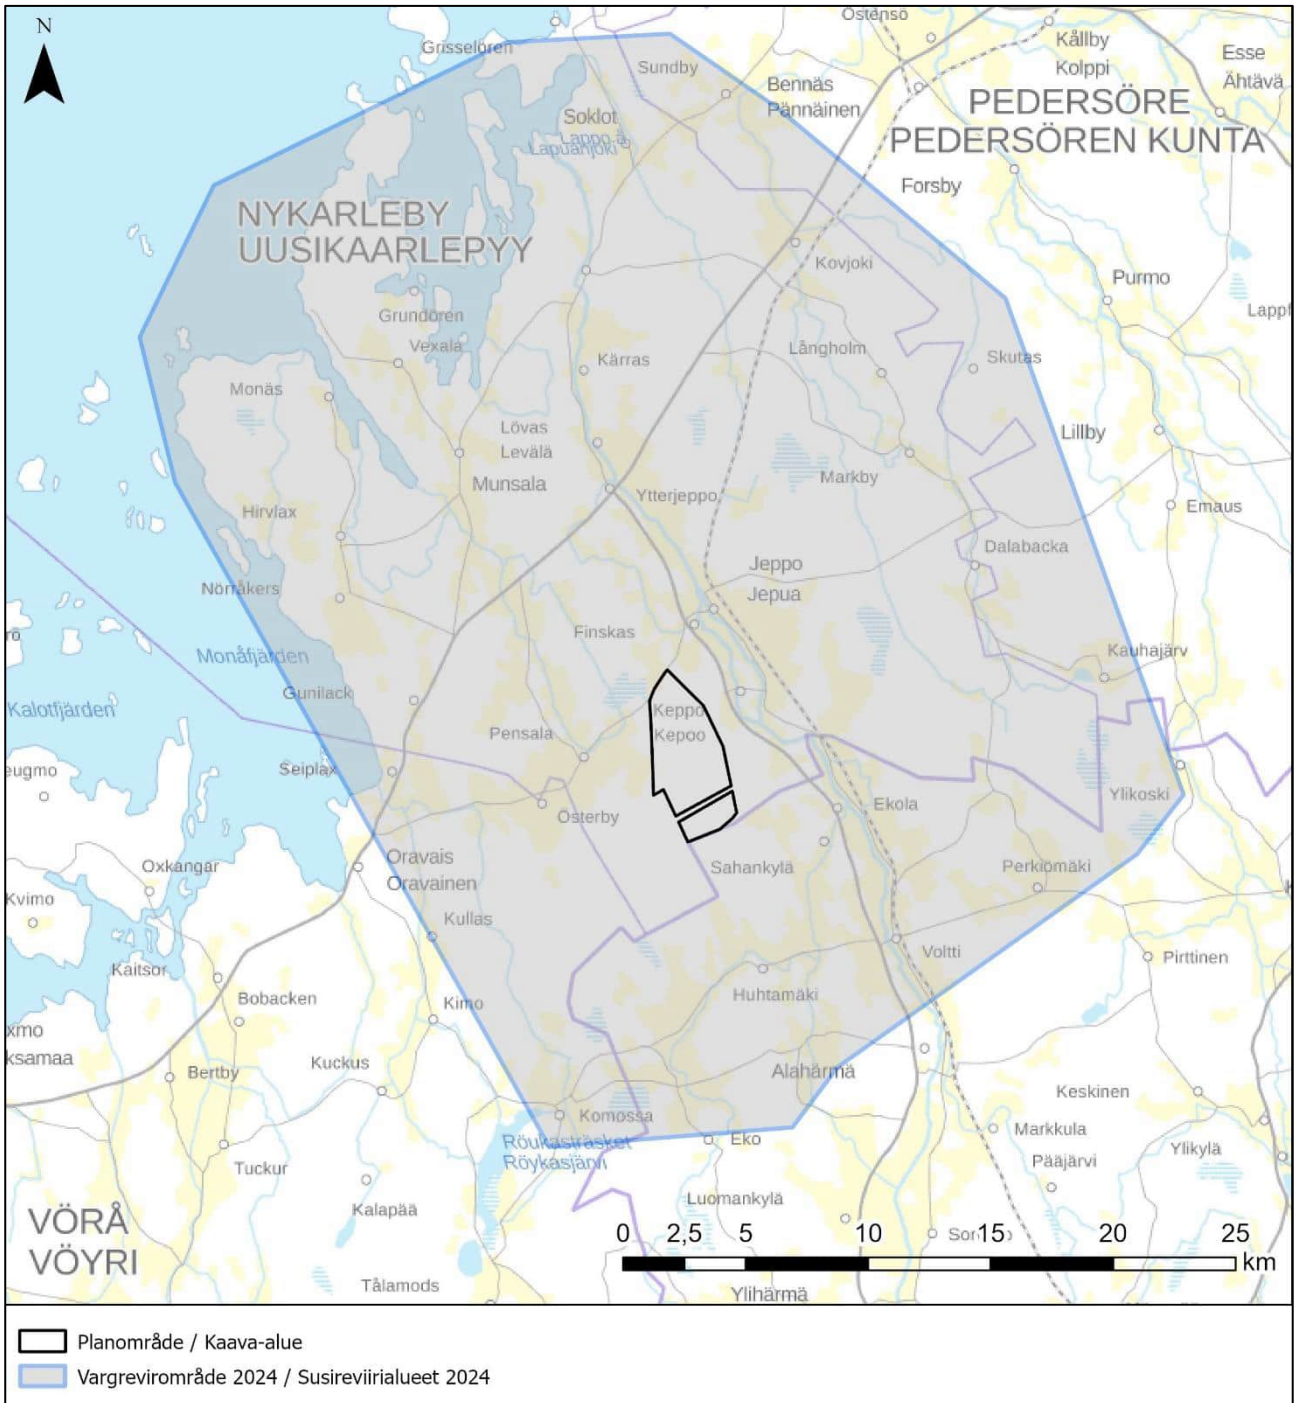 N
Östensö
Grisselören
Kållby
Kolppi
Esse
Ähtävä
Sundby
Bennäs
Pännäinen
PEDERSÖRE
PEDERSÖREN KUNTA
Soklot
Lappo å
Lapuanjoki
Forsby
NYKARLEBY
UUSIKAARLEPYY
Kovjoki
Purmo
Grundören
Vexala
Långholm
Skutas
Kärras
Monäs
Lövas
Levälä
Lillby
Munsala
Markby
Ytterjeppo
Emaus
Hirvlax
Dalabacka
Jeppo
Jepua
Nörråkers
Finskas
Monåfjärden
Kauhajärv
Gunilack
Kalotfjärden
Keppo
Kepoo
Pensala
Seiplax
eugmo
Ylikoski
Österby
Ekola
Oxkangar
Oravais
Oravainen
Sahankylä
Perkiömäki
Kvimo
Kullas
Voltti
Pirttinen
Kaitsor
Huhtamäki
Bobacken
Kimo
xmo
ksamaa
Kuckus
Bertby
Alahärmä
Keskinen
Komossa
Markkula
Röukasträsket
Röykasjärvi
Eko
Ylikylä
Pääjärvi
Tuckur
Luomankylä
Kalapää
VÖRÅ
VÖYRI
0 2,5 5 10 15 20 25
km
Tålamods
Ylihärmä
Planområde / Kaava-alue
Vargrevirområde 2024 / Susireviirialueet 2024